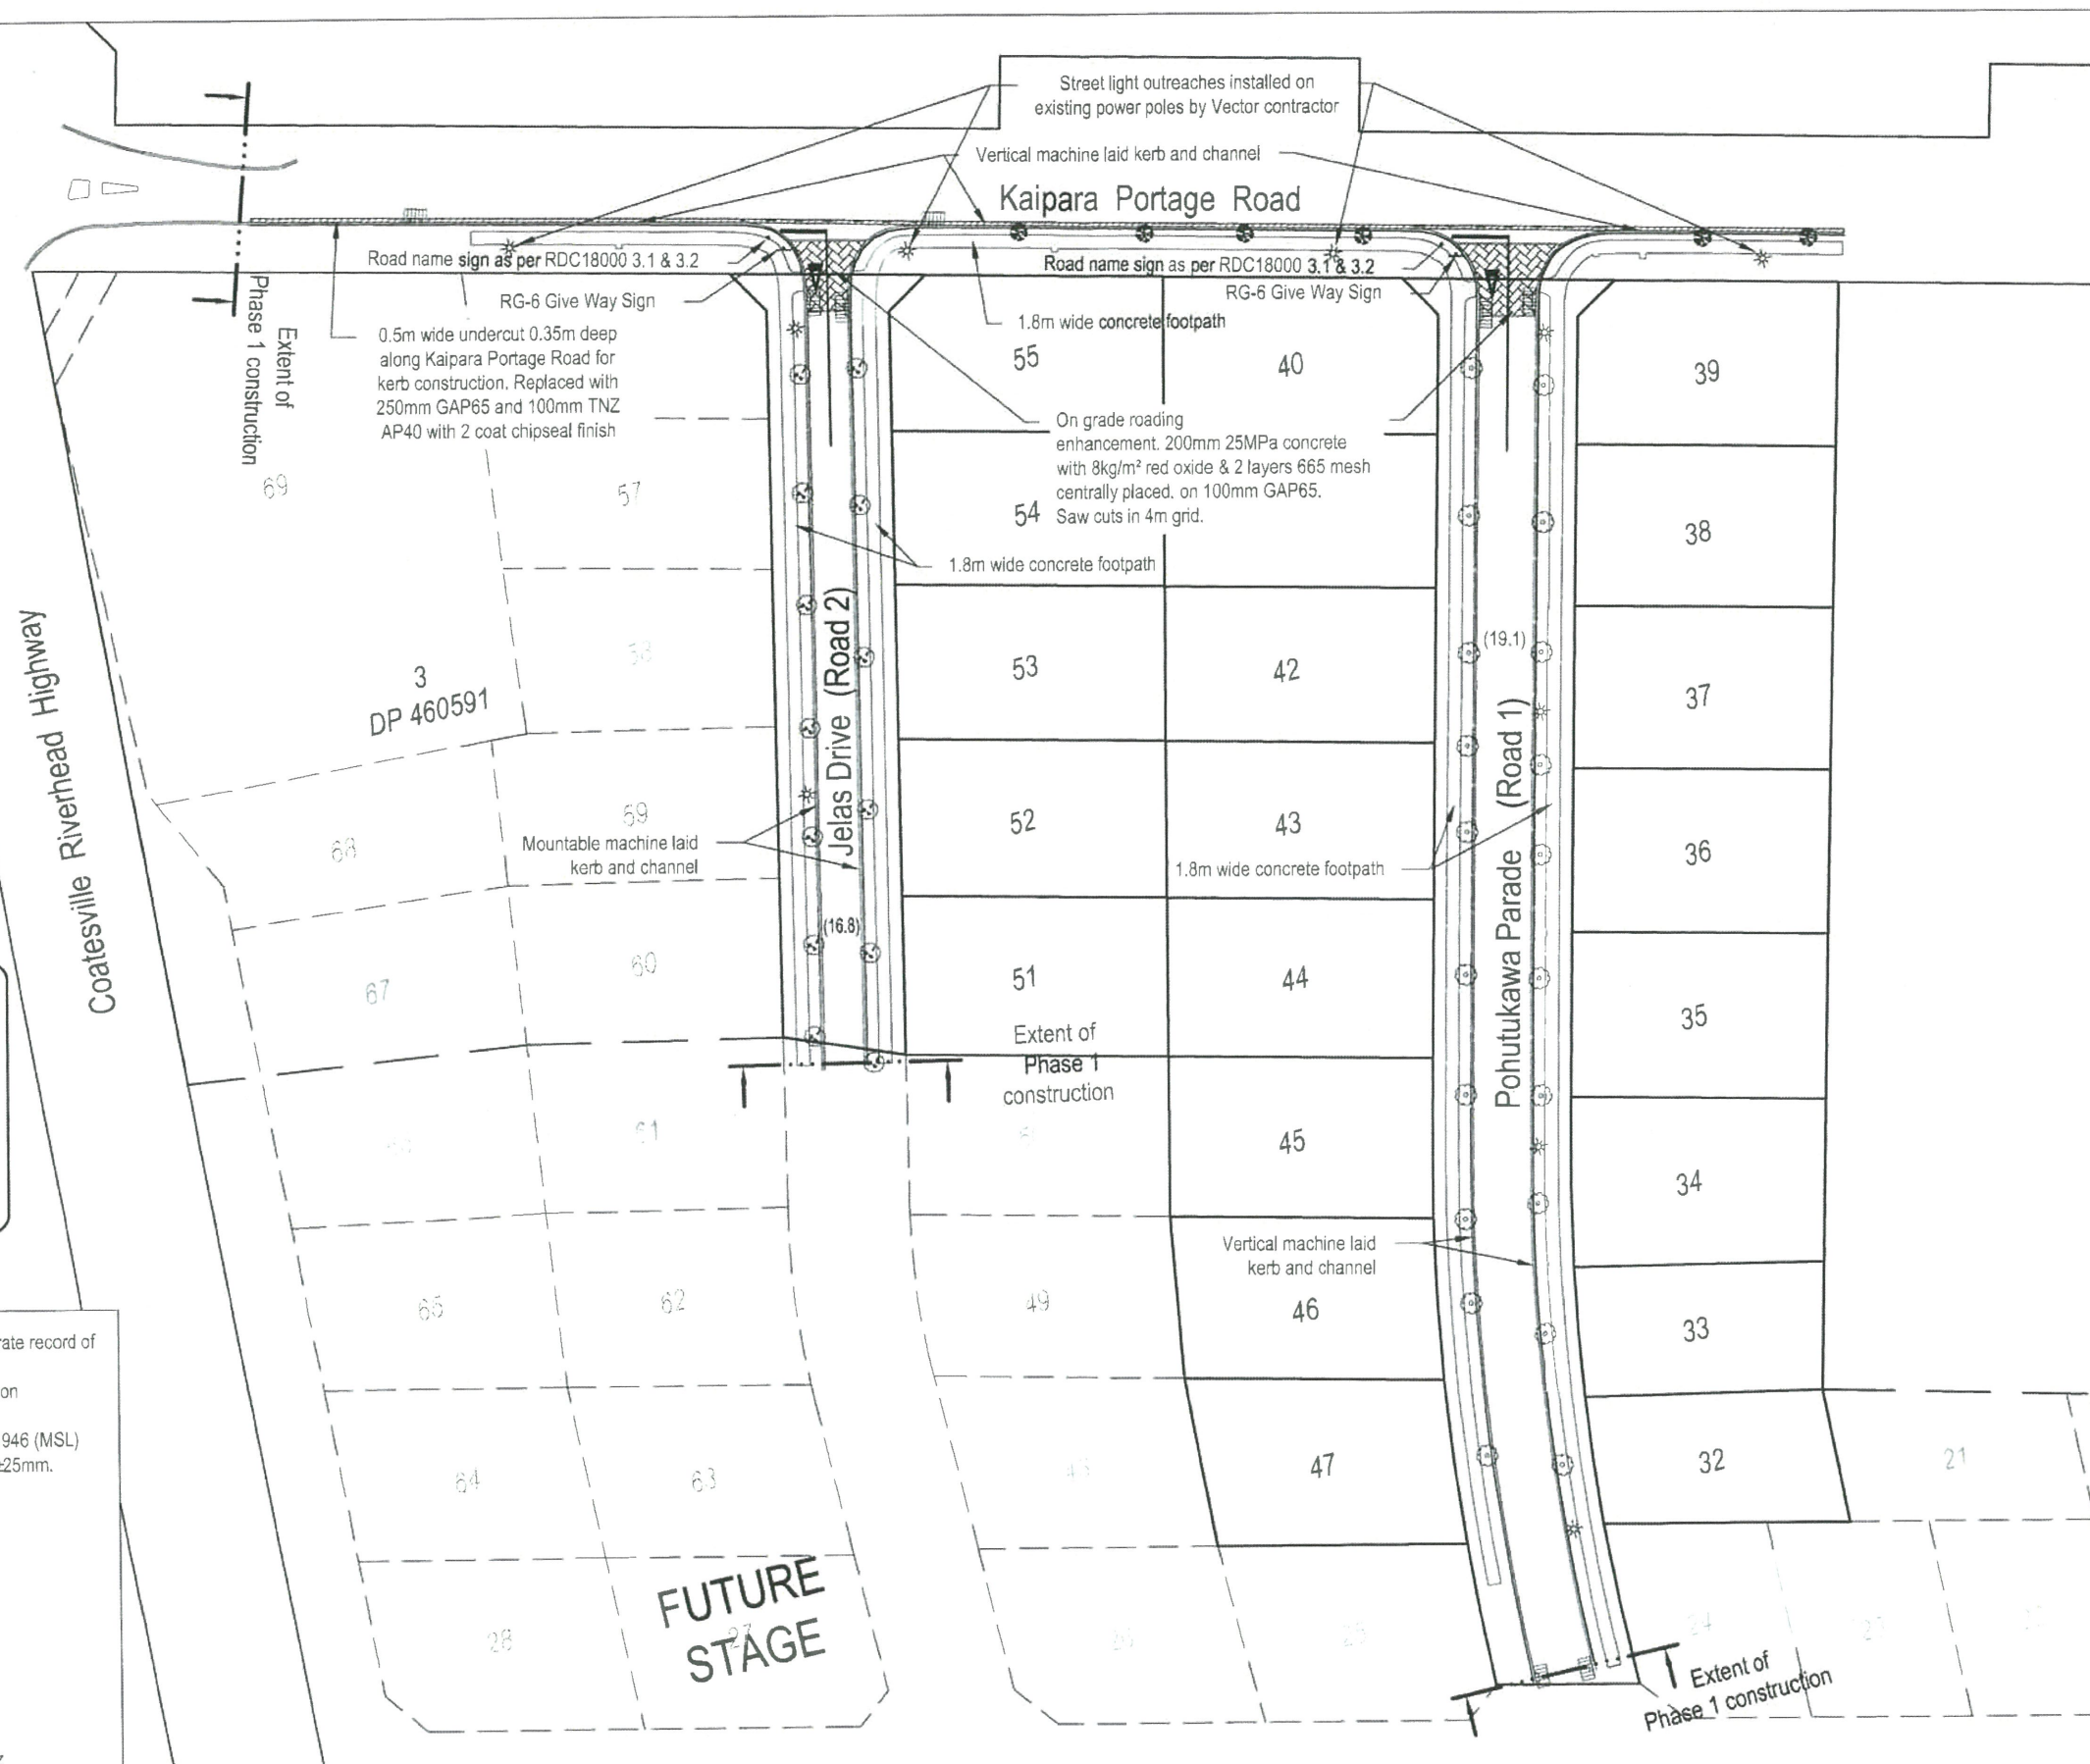 Street light outreaches installed on
existing power poles by Vector contractor
Vertical machine laid kerb and channel
Kaipara Portage Road
Road name sign as per RDC18000 3.1 & 3.2
Road name sign as per RDC18000 3.1 & 3.2
RG-6 Give Way Sign
RG-6 Give Way Sign
Extent of
Phase 1 construction
0.5m wide undercut 0.35m deep
along Kaipara Portage Road for
kerb construction. Replaced with
250mm GAP65 and 100mm TNZ
AP40 with 2 coat chipseal finish
1.8m wide concrete footpath
55
40
39
On grade roading
enhancement. 200mm 25MPa concrete
with 8kg/m² red oxide & 2 layers 665 mesh
centrally placed. on 100mm GAP65.
Saw cuts in 4m grid.
69
57
54
38
1.8m wide concrete footpath
Coatesville Riverhead Highway
3
DP 460591
58
Jelas Drive (Road 2)
53
42
(19.1)
37
Pohutukawa Parade (Road 1)
68
69
Mountable machine laid
kerb and channel
52
43
36
1.8m wide concrete footpath
(16.8)
67
60
51
44
35
Extent of
Phase 1
construction
61
45
34
Vertical machine laid
kerb and channel
65
62
49
46
33
rate record of
on
946 (MSL)
±25mm.
64
63
47
32
21
FUTURE
STAGE
28
27
24
Extent of
Phase 1 construction